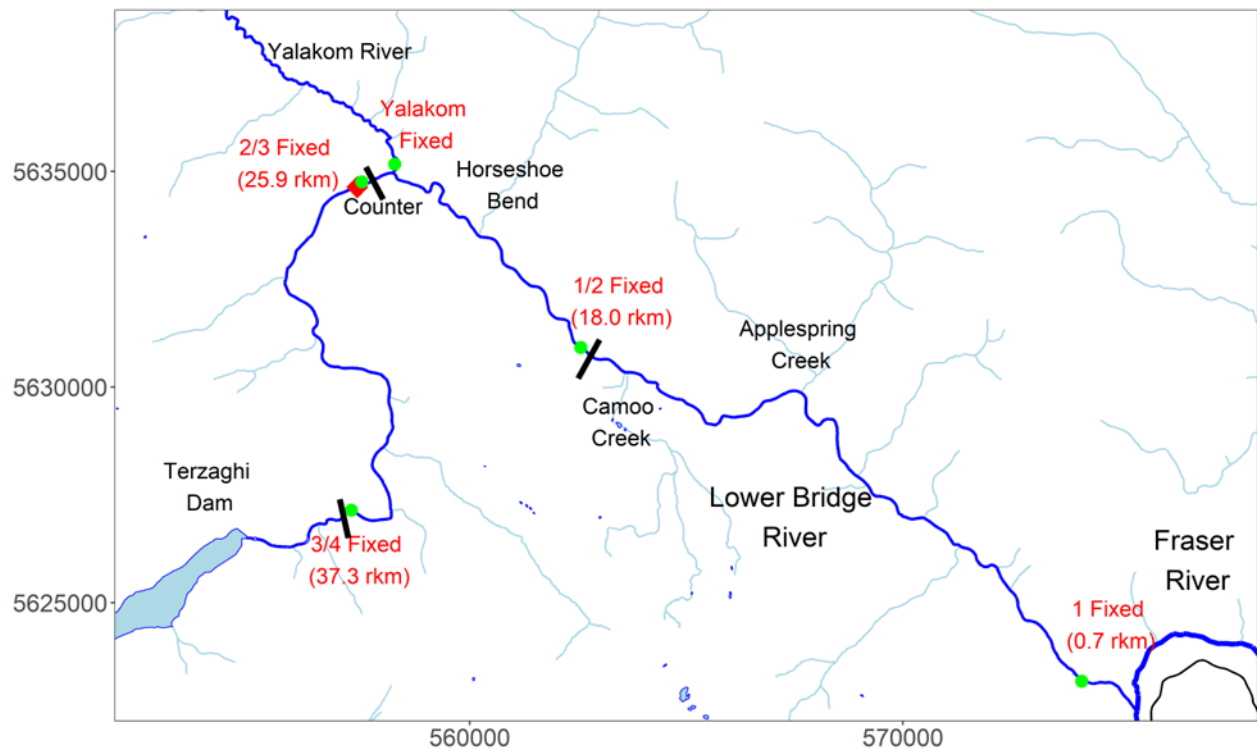 Yalakom River
Yalakom
Fixed
2/3 Fixed
(25.9 rkm)
Counter
Horseshoe
Bend
5635000
1/2 Fixed
(18.0 rkm)
Applespring
Creek
5630000
Camoo
Creek
Terzaghi
Dam
Lower Bridge
River
3/4 Fixed
(37.3 rkm)
Fraser
River
5625000
1 Fixed
(0.7 rkm)
560000
570000